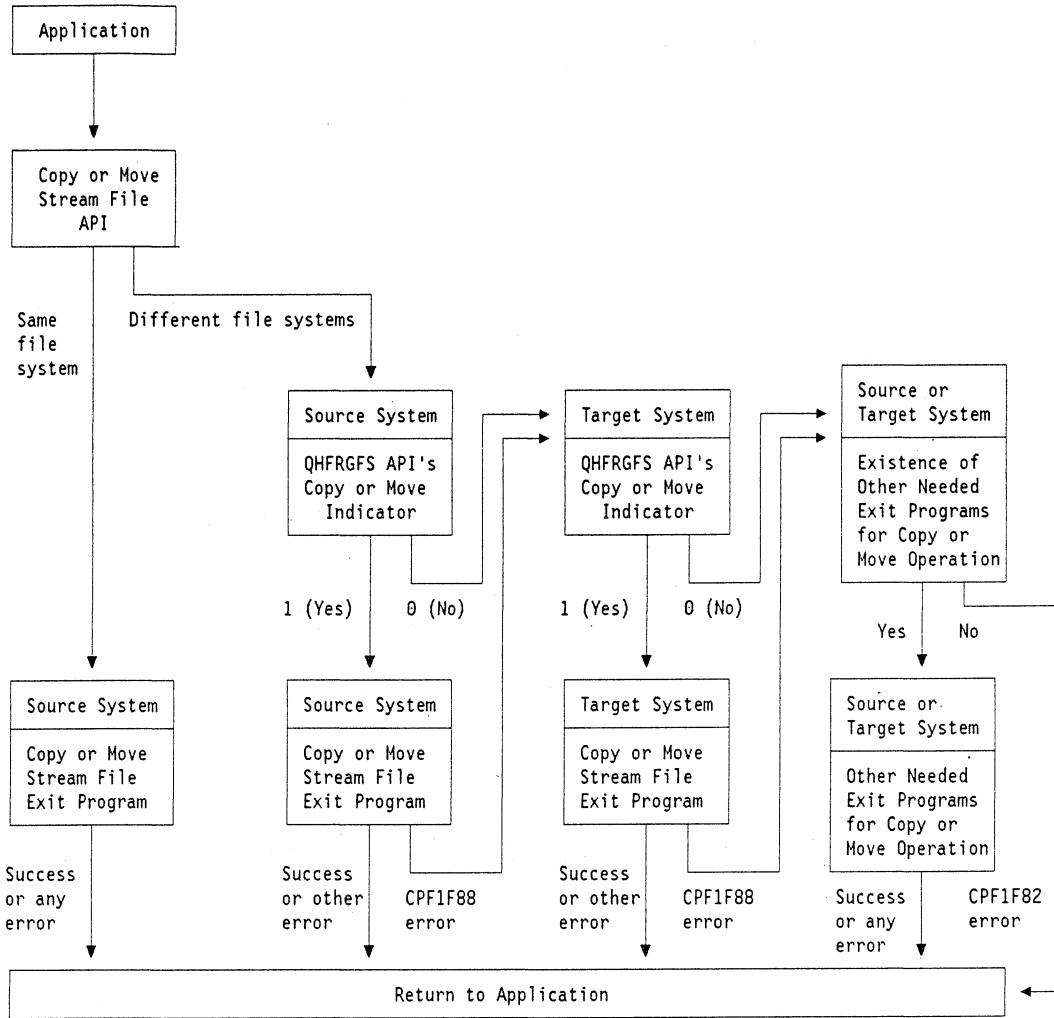 Application
Copy or Move
Stream File
API
Same
file
system
Different file systems
Source System
QHFRGFS API's
Copy or Move
Indicator
Target System
QHFRGFS API's
Copy or Move
Indicator
Source or
Target System
Existence of
Other Needed
Exit Programs
for Copy or
Move Operation
1 (Yes)
0 (No)
1 (Yes)
0 (No)
Yes
No
Source System
Copy or Move
Stream File
Exit Program
Source System
Copy or Move
Stream File
Exit Program
Target System
Copy or Move
Stream File
Exit Program
Source or
Target System
Other Needed
Exit Programs
for Copy or
Move Operation
Success
or any
error
Success
or other
error
CPF1F88
error
Success
or other
error
CPF1F88
error
Success
or any
error
CPF1F82
error
Return to Application